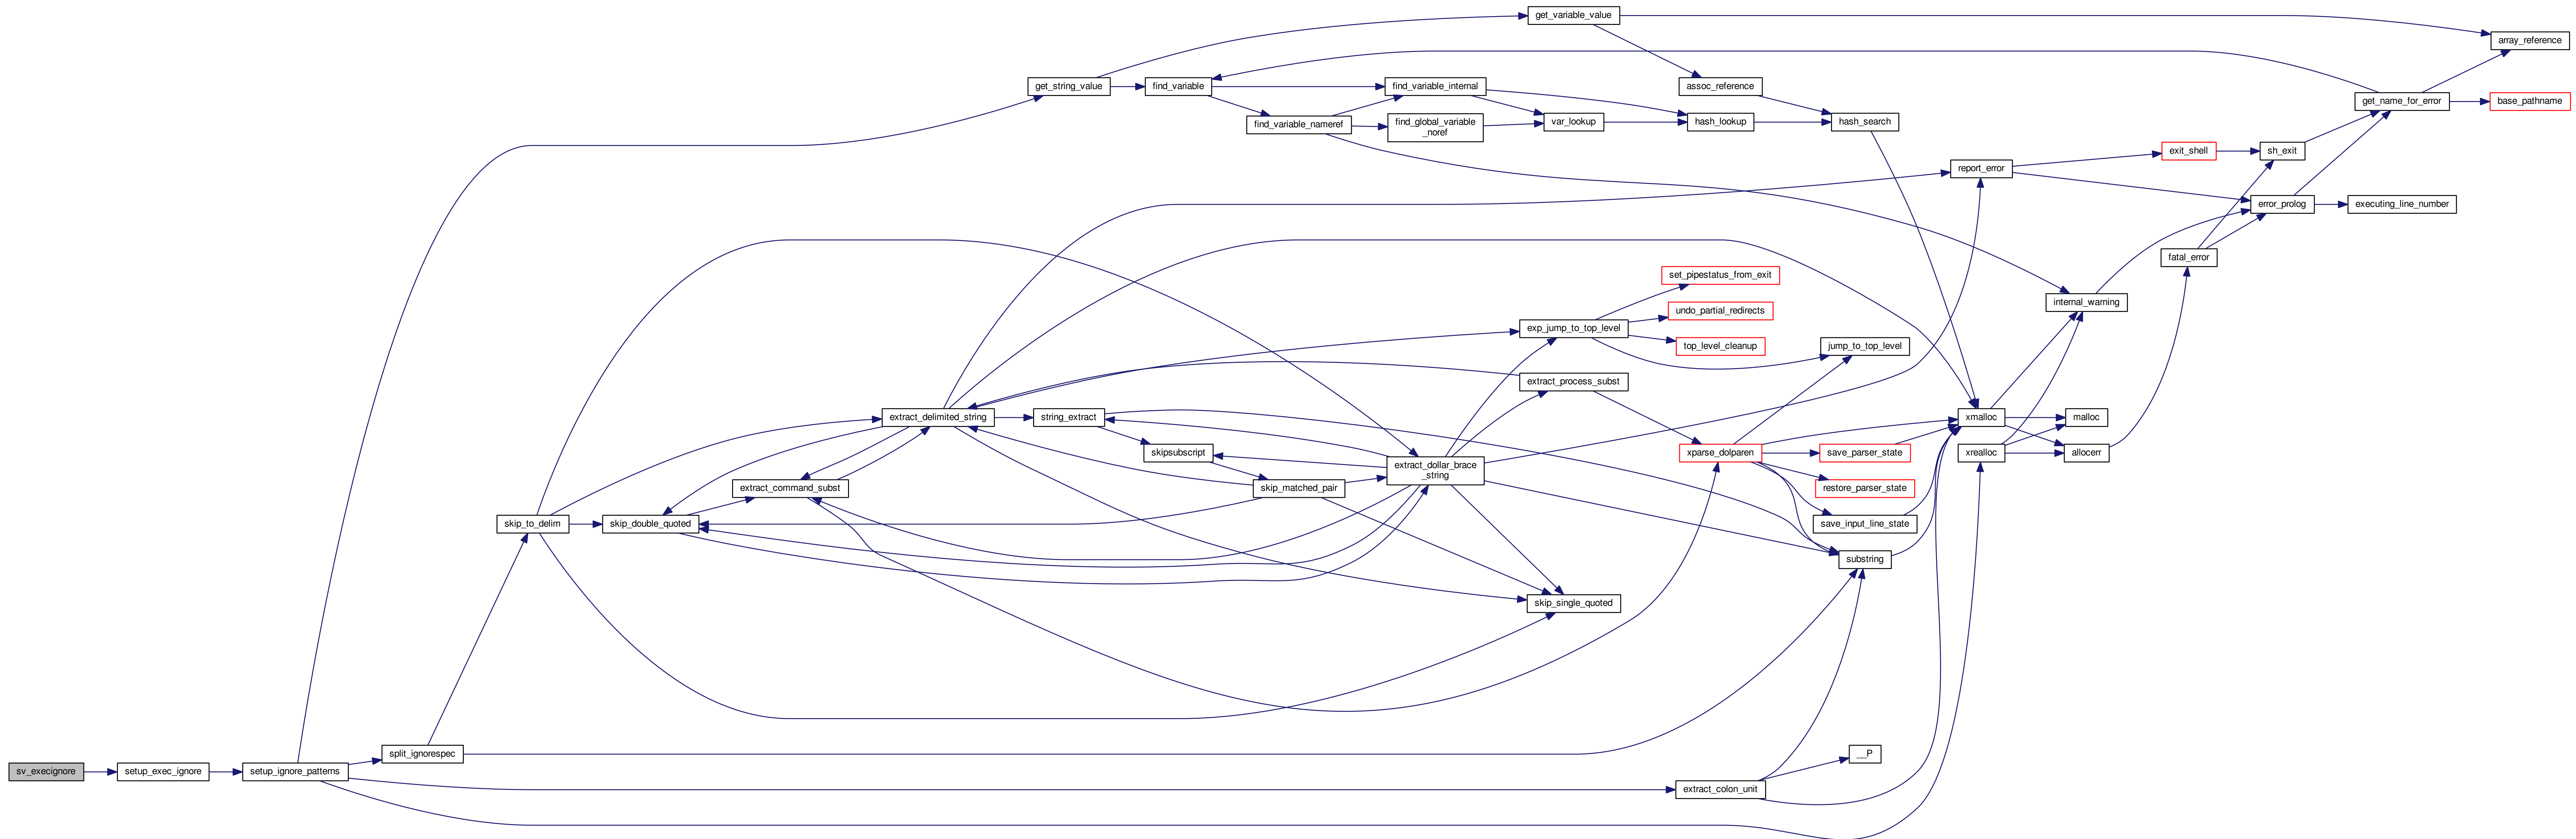 get_variable_value
array_reference
get_string_value
find_variable
find_variable_internal
assoc_reference
get_name_for_error
base_pathname
find_variable_nameref
find_global_variable
_noref
var_lookup
hash_lookup
hash_search
exit_shell
sh_exit
report_error
error_prolog
executing_line_number
fatal_error
set_pipestatus_from_exit
internal_warning
undo_partial_redirects
exp_jump_to_top_level
top_level_cleanup
jump_to_top_level
extract_process_subst
extract_delimited_string
string_extract
xmalloc
malloc
skipsubscript
xparse_dolparen
save_parser_state
xrealloc
allocerr
extract_dollar_brace
_string
extract_command_subst
skip_matched_pair
restore_parser_state
skip_to_delim
skip_double_quoted
save_input_line_state
substring
skip_single_quoted
split_ignorespec
__P
sv_execignore
setup_exec_ignore
setup_ignore_patterns
extract_colon_unit